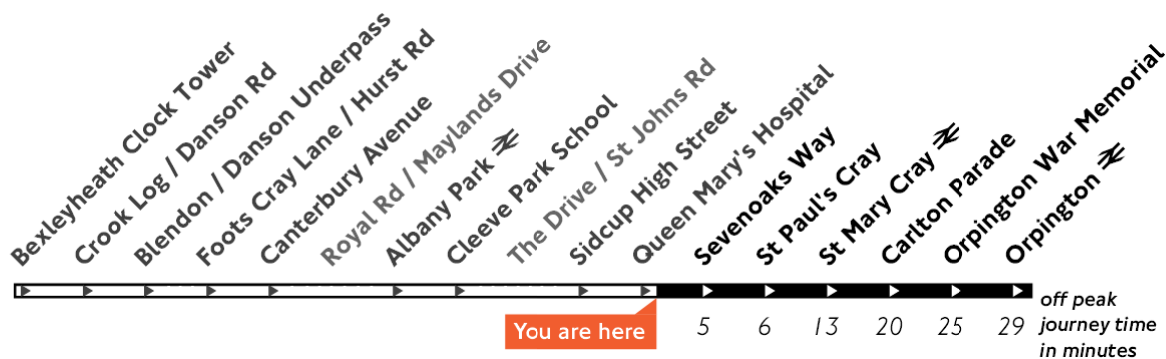 Bexleyheath Clock Tower
Crook Log / Danson Rd
Blendon / Danson Underpass
Foots Cray Lane / Hurst Rd
Canterbury Avenue
Royal Rd / Maylands Drive
Albany Park
Cleeve Park School
The Drive / St Johns Rd
Sidcup High Street
Queen Mary's Hospital
Sevenoaks Way
St Paul's Cray
St Mary Cray
Carlton Parade
Orpington War Memorial
Orpington
You are here
5 6 13 20 25 29
off peak
journey time
in minutes